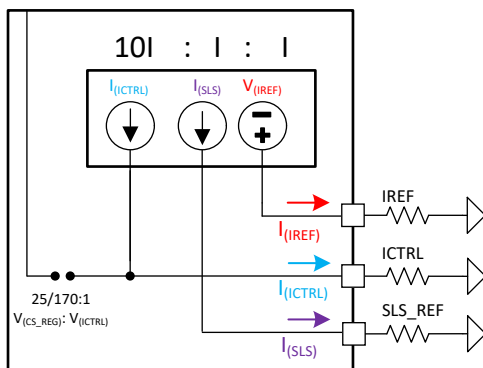 10I : I : I
I(ICTRL) I(SLS) V(IREF)
IREF
I(IREF)
ICTRL
I(ICTRL)
25/170:1
V(CS_REG): V(ICTRL)
SLS_REF
I(SLS)